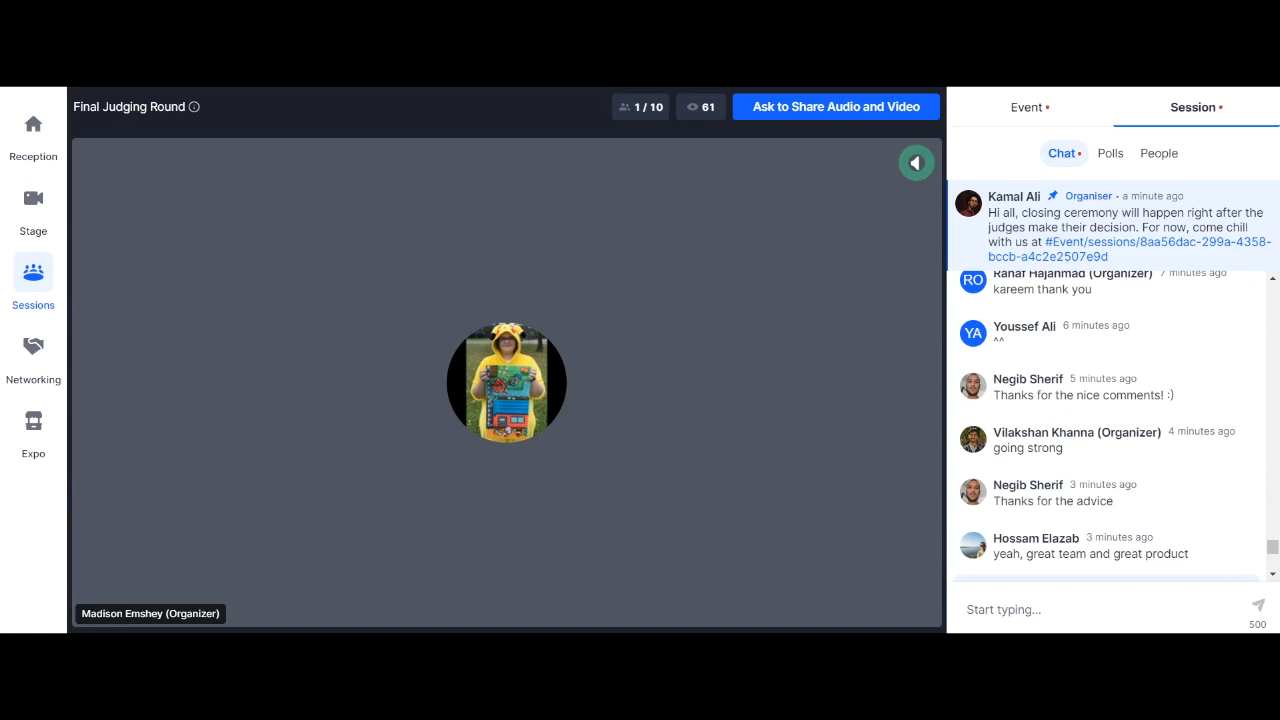 Final Judging Round
1 / 10
61
Ask to Share Audio and Video
Reception
Stage
Sessions
Networking
Expo
Madison Emshey (Organizer)
Event
Session
Chat
Polls
People
Kamal Ali Organiser • a minute ago
Hi all, closing ceremony will happen right after the
judges make their decision. For now, come chill
with us at #Event/sessions/8aa56dac-299a-4358-
bccb-a4c2e2507e9d
RO
Ranaf Hajahmad (Organizer) 7 minutes ago
kareem thank you
YA
Youssef Ali 6 minutes ago
^^
Negib Sherif 5 minutes ago
Thanks for the nice comments! :)
Vilakshan Khanna (Organizer) 4 minutes ago
going strong
Negib Sherif 3 minutes ago
Thanks for the advice
Hossam Elazab 3 minutes ago
yeah, great team and great product
Start typing...
500